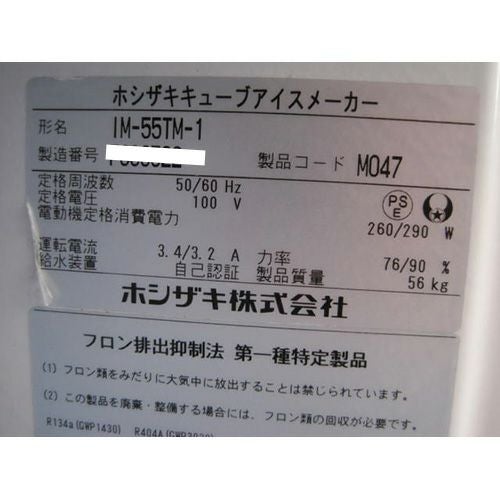 ホシザキキューブアイスメーカー
形名 IM-55TM-1
製造番号 製品コード M047
定格周波数 50/60 Hz
定格電圧 100 V
PSE
電動機定格消費電力 260/290 W
運転電流 3.4/3.2 A 力率 76/90 %
給水装置 自己認証 製品質量 56 kg
ホシザキ株式会社
フロン排出抑制法 第一種特定製品
(1) フロン類をみだりに大気中に放出することは禁じられています。
(2) この製品を廃棄・整備する場合には、フロン類の回収が必要です。
R134a(GWP1430) R404A(GWP3920)